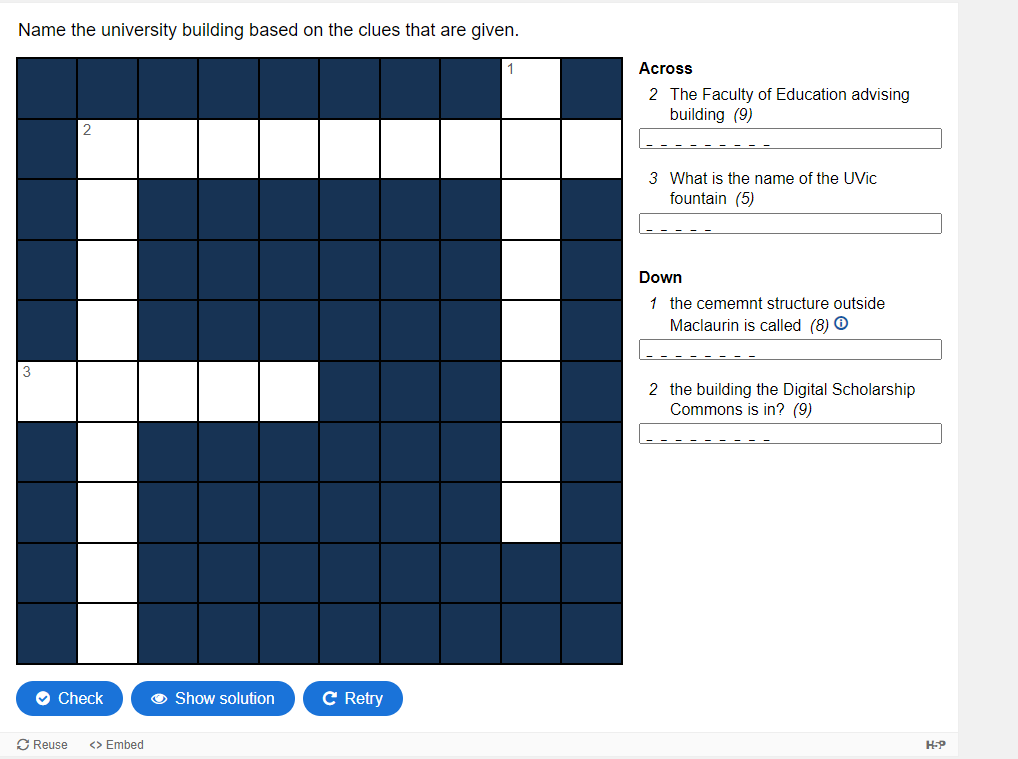 Name the university building based on the clues that are given.
1
2
3
Across
2 The Faculty of Education advising
building (9)
_ _ _ _ _ _ _ _ _
3 What is the name of the UVic
fountain (5)
_ _ _ _ _
Down
1 the cememnt structure outside
Maclaurin is called (8)
_ _ _ _ _ _ _ _
2 the building the Digital Scholarship
Commons is in? (9)
_ _ _ _ _ _ _ _ _
Check Show solution Retry
Reuse <> Embed H5P